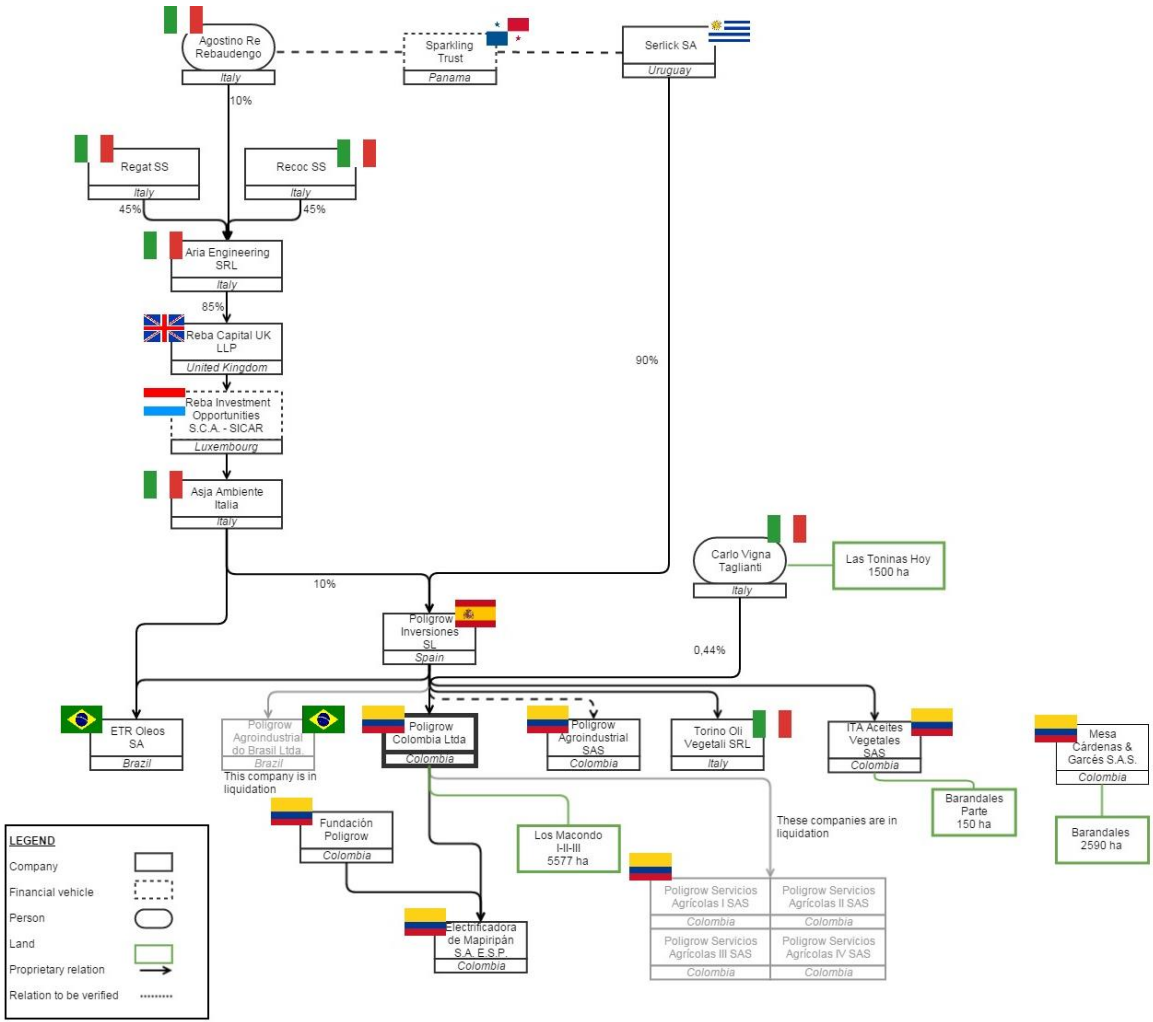 Agostino Re
Rebaudengo
Italy
Sparkling
Trust
Panama
Serlick SA
Uruguay
10%
Regat SS
Italy
Recoc SS
Italy
45%
45%
Aria Engineering
SRL
Italy
85%
Reba Capital UK
LLP
United Kingdom
90%
Reba Investment
Opportunities
S.C.A. - SICAR
Luxembourg
Asja Ambiente
Italia
Italy
Carlo Vigna
Taglianti
Italy
Las Toninas Hoy
1500 ha
10%
Poligrow
Inversiones
SL
Spain
0,44%
ETR Oleos
SA
Brazil
Poligrow
Agroindustrial
do Brasil Ltda.
Brazil
This company is in
liquidation
Poligrow
Colombia Ltda
Colombia
Poligrow
Agroindustrial
SAS
Colombia
Torino Oli
Vegetali SRL
Italy
ITA Aceites
Vegetales
SAS
Colombia
Mesa
Cárdenas &
Garcés S.A.S.
Colombia
Barandales
Parte
150 ha
Barandales
2590 ha
Fundación
Poligrow
Colombia
Los Macondo
I-II-III
5577 ha
These companies are in
liquidation
Electrificadora
de Mapiripán
S.A. E.S.P.
Colombia
Poligrow Servicios
Agrícolas I SAS
Colombia
Poligrow Servicios
Agrícolas II SAS
Colombia
Poligrow Servicios
Agrícolas III SAS
Colombia
Poligrow Servicios
Agrícolas IV SAS
Colombia
LEGEND
Company
Financial vehicle
Person
Land
Proprietary relation
Relation to be verified